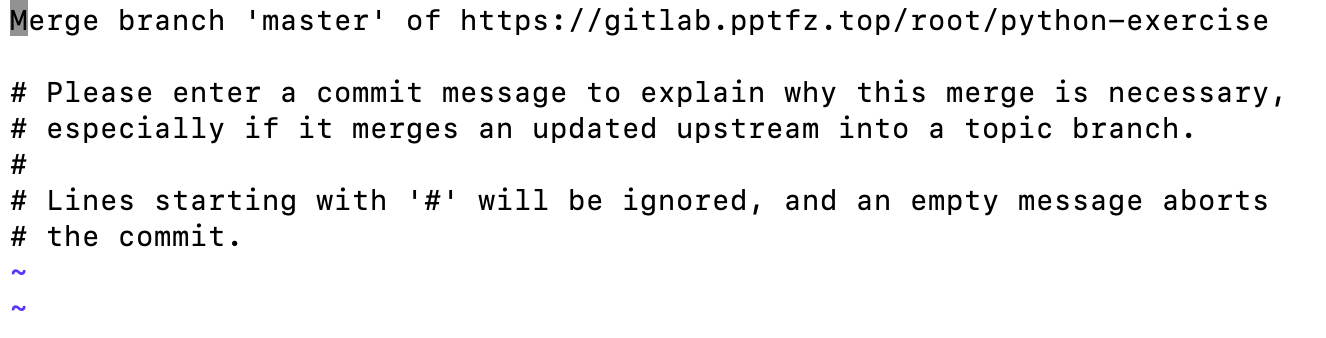 Merge branch 'master' of https://gitlab.pptfz.top/root/python-exercise
# Please enter a commit message to explain why this merge is necessary,
# especially if it merges an updated upstream into a topic branch.
#
# Lines starting with '#' will be ignored, and an empty message aborts
# the commit.
~
~